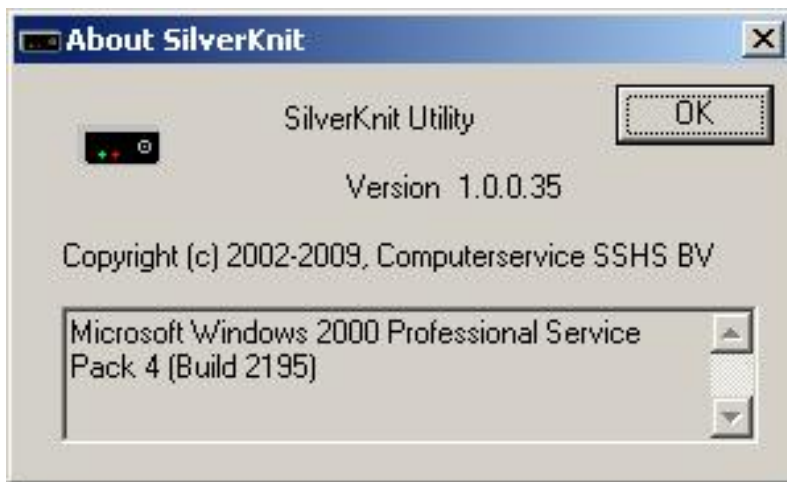 About SilverKnit
SilverKnit Utility
OK
Version 1.0.0.35
Copyright (c) 2002-2009, Computerservice SSHS BV
Microsoft Windows 2000 Professional Service
Pack 4 (Build 2195)